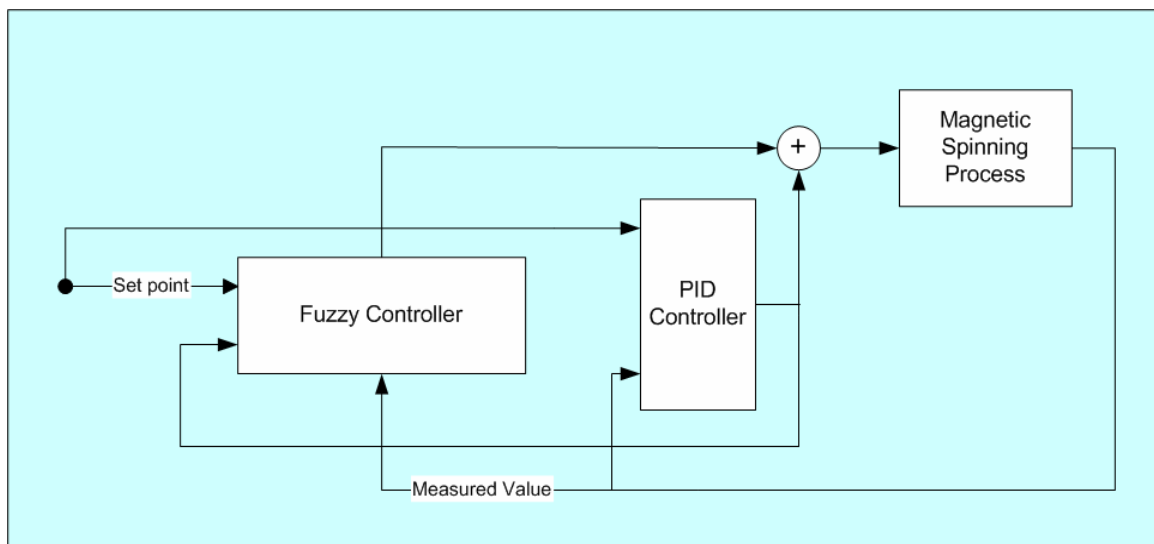 Magnetic
Spinning
Process
+
Set point
Fuzzy Controller
PID
Controller
Measured Value